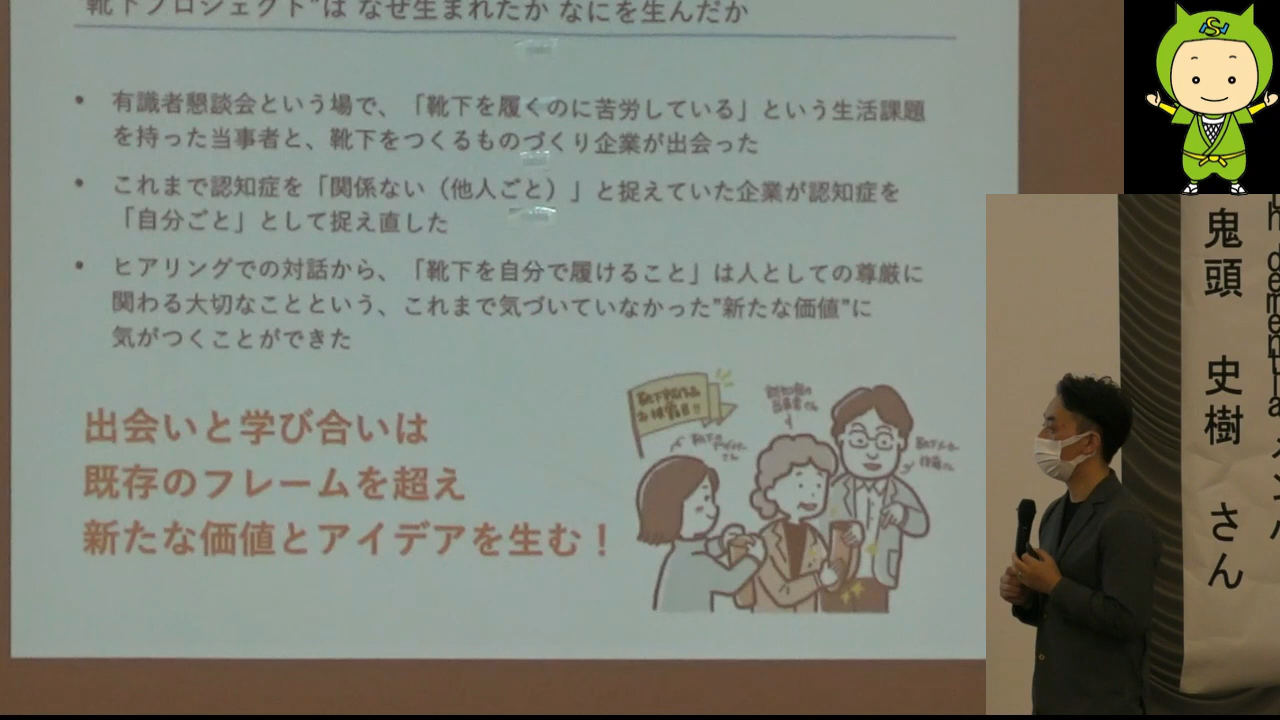 靴下プロジェクト”は なぜ生まれたか なにを生んだか
• 有識者懇談会という場で、「靴下を履くのに苦労している」という生活課題
を持った当事者と、靴下をつくるものづくり企業が出会った
• これまで認知症を「関係ない（他人ごと）」と捉えていた企業が認知症を
「自分ごと」として捉え直した
• ヒアリングでの対話から、「靴下を自分で履けること」は人としての尊厳に
関わる大切なことという、これまで気づいていなかった”新たな価値”に
気がつくことができた
出会いと学び合いは
既存のフレームを超え
新たな価値とアイデアを生む！
S
鬼頭 史樹 さん